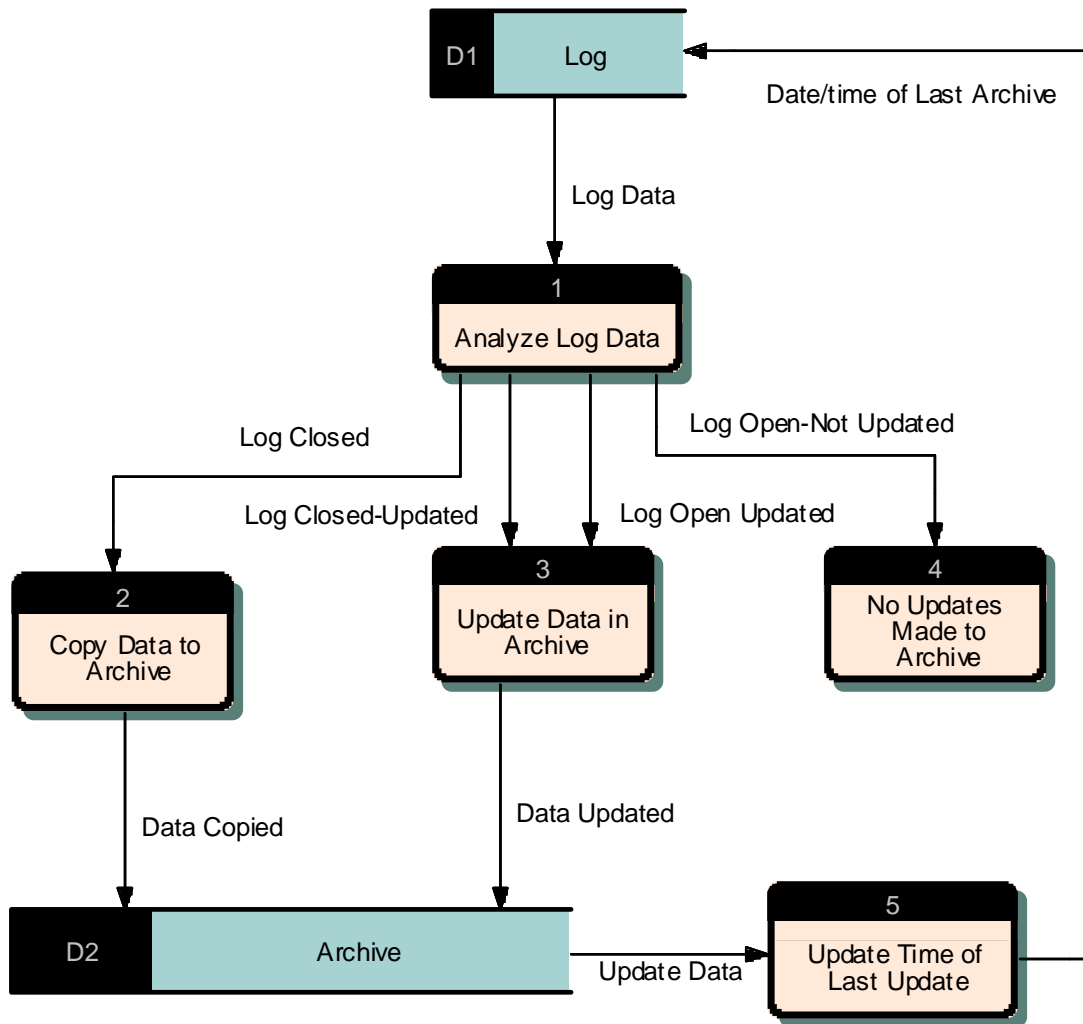 D1
Log
Date/time of Last Archive
Log Data
1
Analyze Log Data
Log Closed
Log Open-Not Updated
Log Closed-Updated
Log Open Updated
2
Copy Data to
Archive
3
Update Data in
Archive
4
No Updates
Made to
Archive
Data Copied
Data Updated
D2
Archive
Update Data
5
Update Time of
Last Update